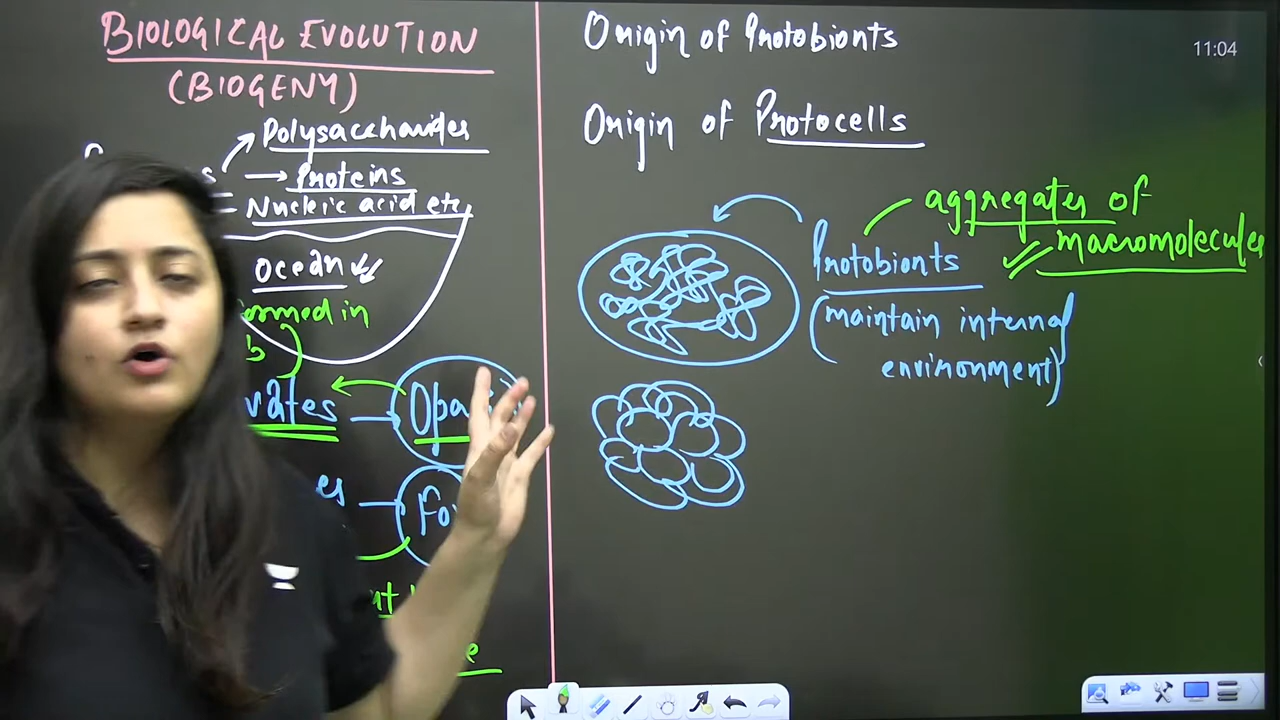 BIOLOGICAL EVOLUTION
(BIOGENY)
Polysaccharides
Proteins
Nucleic acid etc.
Ocean
formed in
Origin of Protobionts
Origin of Protocells
11:04
aggregates of
macromolecules
Protobionts
(maintain internal
environment)